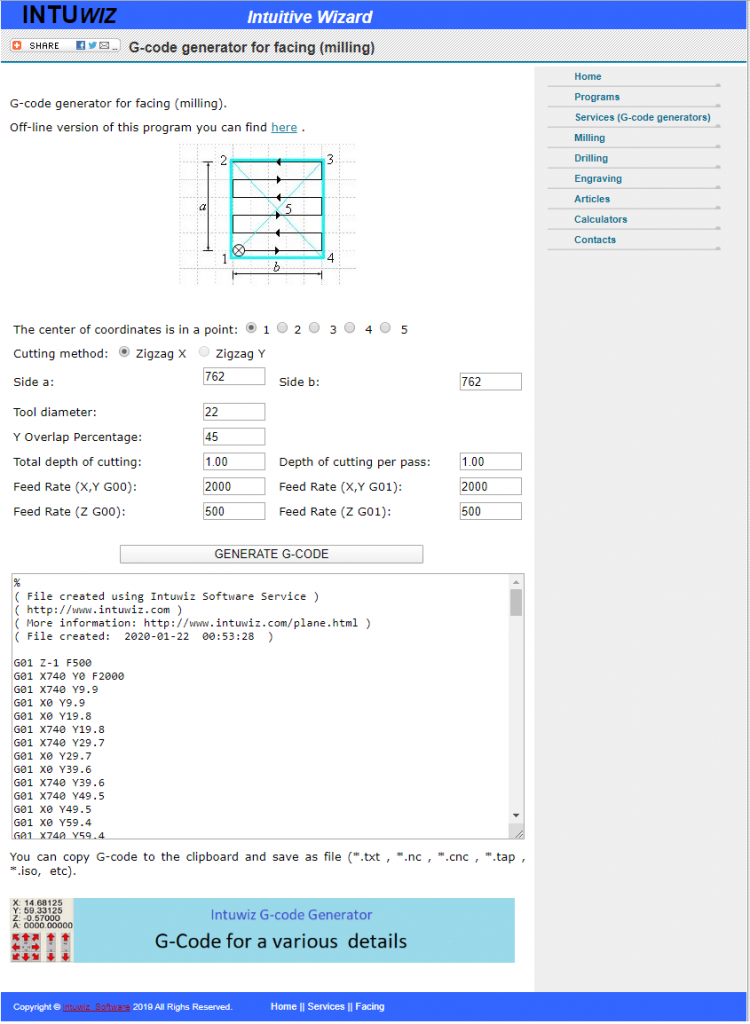 INTUWIZ
Intuitive Wizard
SHARE
G-code generator for facing (milling)
G-code generator for facing (milling).
Off-line version of this program you can find here .
2 3
a
5
1 4
b
The center of coordinates is in a point: 1 2 3 4 5
Cutting method: Zigzag X Zigzag Y
Side a: 762 Side b: 762
Tool diameter: 22
Y Overlap Percentage: 45
Total depth of cutting: 1.00 Depth of cutting per pass: 1.00
Feed Rate (X,Y G00): 2000 Feed Rate (X,Y G01): 2000
Feed Rate (Z G00): 500 Feed Rate (Z G01): 500
GENERATE G-CODE
%
( File created using Intuwiz Software Service )
( http://www.intuwiz.com )
( More information: http://www.intuwiz.com/plane.html )
( File created: 2020-01-22 00:53:28 )
G01 Z-1 F500
G01 X740 Y0 F2000
G01 X740 Y9.9
G01 X0 Y9.9
G01 X0 Y19.8
G01 X740 Y19.8
G01 X740 Y29.7
G01 X0 Y29.7
G01 X0 Y39.6
G01 X740 Y39.6
G01 X740 Y49.5
G01 X0 Y49.5
G01 X0 Y59.4
G01 X740 Y59.4
You can copy G-code to the clipboard and save as file (*.txt , *.nc , *.cnc , *.tap ,
*.iso, etc).
X: 14.68125
Y: 59.33125
Z: -0.57000
A: 0000.00000
Intuwiz G-code Generator
G-Code for a various details
Home
Programs
Services (G-code generators)
Milling
Drilling
Engraving
Articles
Calculators
Contacts
Copyright © Intuwiz Software 2019 All Righs Reserved.
Home || Services || Facing